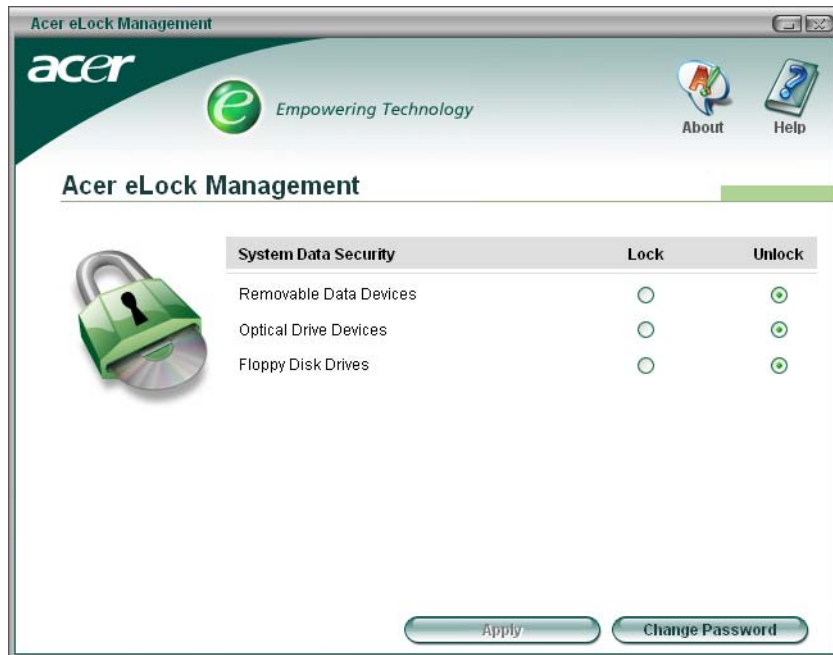 Acer eLock Management
acer
e Empowering Technology
About Help
Acer eLock Management
System Data Security Lock Unlock
Removable Data Devices
Optical Drive Devices
Floppy Disk Drives
Apply Change Password